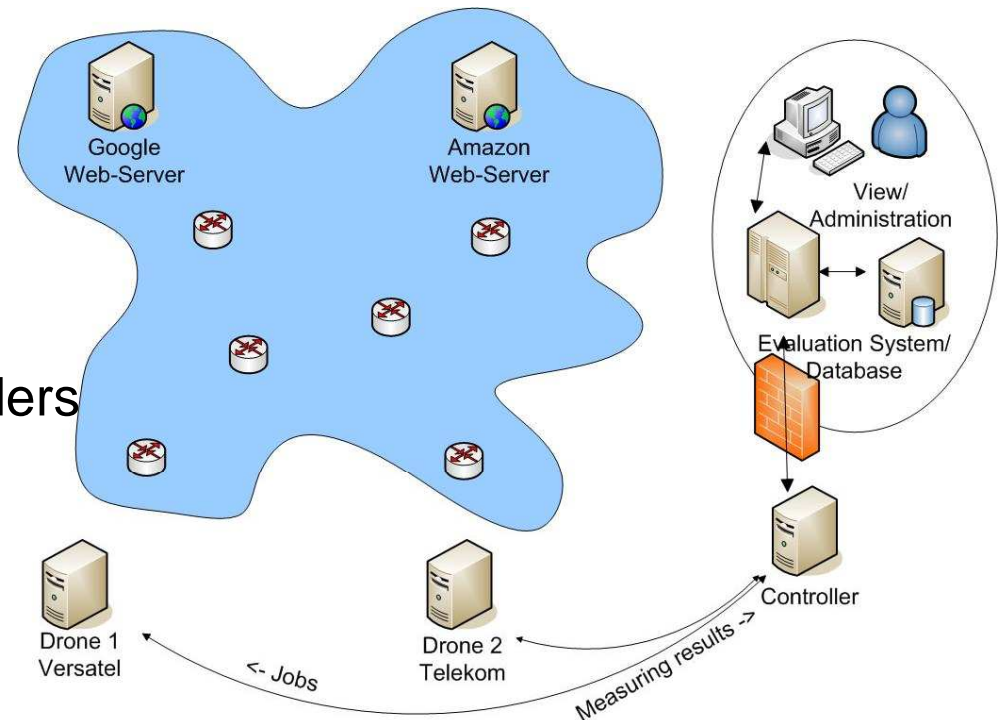 Google
Web-Server
Amazon
Web-Server
View/
Administration
Evaluation System/
Database
ders
Controller
Drone 1
Versatel
Drone 2
Telekom
<- Jobs
Measuring results ->